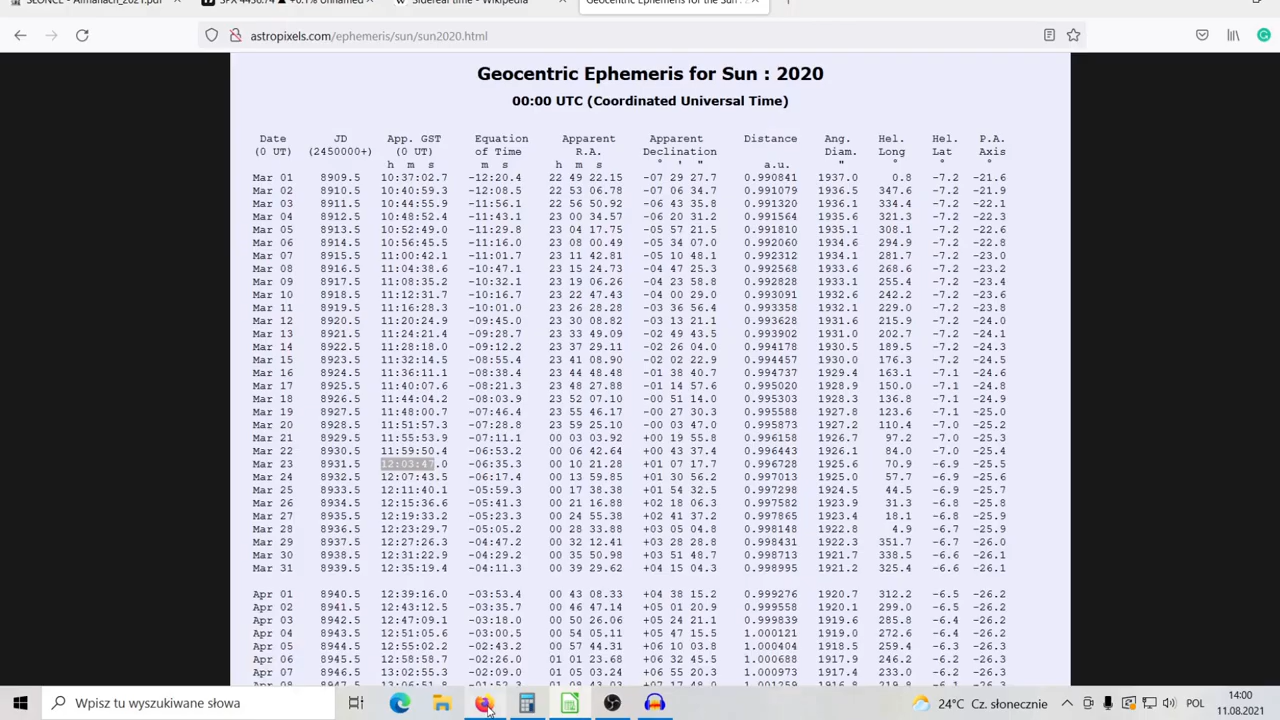 SŁOŃCE - Almanach_2021.pdf
SPX 4436.74 ▲ +0.1% Unnamed
Sidereal time - Wikipedia
Geocentric Ephemeris for the Sun :
astropixels.com/ephemeris/sun/sun2020.html
Geocentric Ephemeris for Sun : 2020
00:00 UTC (Coordinated Universal Time)
Date JD App. GST Equation Apparent Apparent Distance Ang. Hel. Hel. P.A.
(0 UT) (2450000+) (0 UT) of Time R.A. Declination Diam. Long Lat Axis
h m s m s h m s ° ' " a.u. " ° ° °
Mar 01 8909.5 10:37:02.7 -12:20.4 22 49 22.15 -07 29 27.7 0.990841 1937.0 0.8 -7.2 -21.6
Mar 02 8910.5 10:40:59.3 -12:08.5 22 53 06.78 -07 06 34.7 0.991079 1936.5 347.6 -7.2 -21.9
Mar 03 8911.5 10:44:55.9 -11:56.1 22 56 50.92 -06 43 35.8 0.991320 1936.1 334.4 -7.2 -22.1
Mar 04 8912.5 10:48:52.4 -11:43.1 23 00 34.57 -06 20 31.2 0.991564 1935.6 321.3 -7.2 -22.3
Mar 05 8913.5 10:52:49.0 -11:29.8 23 04 17.75 -05 57 21.5 0.991810 1935.1 308.1 -7.2 -22.6
Mar 06 8914.5 10:56:45.5 -11:16.0 23 08 00.49 -05 34 07.0 0.992060 1934.6 294.9 -7.2 -22.8
Mar 07 8915.5 11:00:42.1 -11:01.7 23 11 42.81 -05 10 48.1 0.992312 1934.1 281.7 -7.2 -23.0
Mar 08 8916.5 11:04:38.6 -10:47.1 23 15 24.73 -04 47 25.3 0.992568 1933.6 268.6 -7.2 -23.2
Mar 09 8917.5 11:08:35.2 -10:32.1 23 19 06.26 -04 23 58.8 0.992828 1933.1 255.4 -7.2 -23.4
Mar 10 8918.5 11:12:31.7 -10:16.7 23 22 47.43 -04 00 29.0 0.993091 1932.6 242.2 -7.2 -23.6
Mar 11 8919.5 11:16:28.3 -10:01.0 23 26 28.28 -03 36 56.4 0.993358 1932.1 229.0 -7.2 -23.8
Mar 12 8920.5 11:20:24.9 -09:45.0 23 30 08.82 -03 13 21.1 0.993628 1931.6 215.9 -7.2 -24.0
Mar 13 8921.5 11:24:21.4 -09:28.7 23 33 49.09 -02 49 43.5 0.993902 1931.0 202.7 -7.2 -24.1
Mar 14 8922.5 11:28:18.0 -09:12.2 23 37 29.11 -02 26 04.0 0.994178 1930.5 189.5 -7.2 -24.3
Mar 15 8923.5 11:32:14.5 -08:55.4 23 41 08.90 -02 02 22.9 0.994457 1930.0 176.3 -7.2 -24.5
Mar 16 8924.5 11:36:11.1 -08:38.4 23 44 48.48 -01 38 40.7 0.994737 1929.4 163.1 -7.1 -24.6
Mar 17 8925.5 11:40:07.6 -08:21.3 23 48 27.88 -01 14 57.6 0.995020 1928.9 150.0 -7.1 -24.8
Mar 18 8926.5 11:44:04.2 -08:03.9 23 52 07.10 -00 51 14.0 0.995303 1928.3 136.8 -7.1 -24.9
Mar 19 8927.5 11:48:00.7 -07:46.4 23 55 46.17 -00 27 30.3 0.995588 1927.8 123.6 -7.1 -25.0
Mar 20 8928.5 11:51:57.3 -07:28.8 23 59 25.10 -00 03 47.0 0.995873 1927.2 110.4 -7.0 -25.2
Mar 21 8929.5 11:55:53.9 -07:11.1 00 03 03.92 +00 19 55.8 0.996158 1926.7 97.2 -7.0 -25.3
Mar 22 8930.5 11:59:50.4 -06:53.2 00 06 42.64 +00 43 37.4 0.996443 1926.1 84.0 -7.0 -25.4
Mar 23 8931.5 12:03:47.0 -06:35.3 00 10 21.28 +01 07 17.7 0.996728 1925.6 70.9 -6.9 -25.5
Mar 24 8932.5 12:07:43.5 -06:17.4 00 13 59.85 +01 30 56.2 0.997013 1925.0 57.7 -6.9 -25.6
Mar 25 8933.5 12:11:40.1 -05:59.3 00 17 38.38 +01 54 32.5 0.997298 1924.5 44.5 -6.9 -25.7
Mar 26 8934.5 12:15:36.6 -05:41.3 00 21 16.88 +02 18 06.3 0.997582 1923.9 31.3 -6.8 -25.8
Mar 27 8935.5 12:19:33.2 -05:23.2 00 24 55.38 +02 41 37.2 0.997865 1923.4 18.1 -6.8 -25.9
Mar 28 8936.5 12:23:29.7 -05:05.2 00 28 33.88 +03 05 04.8 0.998148 1922.8 4.9 -6.7 -25.9
Mar 29 8937.5 12:27:26.3 -04:47.2 00 32 12.41 +03 28 28.8 0.998431 1922.3 351.7 -6.7 -26.0
Mar 30 8938.5 12:31:22.9 -04:29.2 00 35 50.98 +03 51 48.7 0.998713 1921.7 338.5 -6.6 -26.1
Mar 31 8939.5 12:35:19.4 -04:11.3 00 39 29.62 +04 15 04.3 0.998995 1921.2 325.4 -6.6 -26.1
Apr 01 8940.5 12:39:16.0 -03:53.4 00 43 08.33 +04 38 15.2 0.999276 1920.7 312.2 -6.5 -26.2
Apr 02 8941.5 12:43:12.5 -03:35.7 00 46 47.14 +05 01 20.9 0.999558 1920.1 299.0 -6.5 -26.2
Apr 03 8942.5 12:47:09.1 -03:18.0 00 50 26.06 +05 24 21.1 0.999839 1919.6 285.8 -6.4 -26.2
Apr 04 8943.5 12:51:05.6 -03:00.5 00 54 05.11 +05 47 15.5 1.000121 1919.0 272.6 -6.3 -26.3
Apr 05 8944.5 12:55:02.2 -02:43.2 00 57 44.31 +06 10 03.8 1.000404 1918.5 259.4 -6.3 -26.3
Apr 06 8945.5 12:58:58.7 -02:26.0 01 01 23.68 +06 32 45.5 1.000688 1917.9 246.2 -6.2 -26.3
Apr 07 8946.5 13:02:55.3 -02:09.0 01 05 03.24 +06 55 20.3 1.000973 1917.4 233.0 -6.2 -26.3
Apr 08 8947.5 13:06:51.8 -01:52.2 01 08 43.03 +07 17 48.0 1.001259 1916.8 219.8 -6.1 -26.3
Wpisz tu wyszukiwane słowa
24°C Cz. słonecznie
POL
14:00
11.08.2021